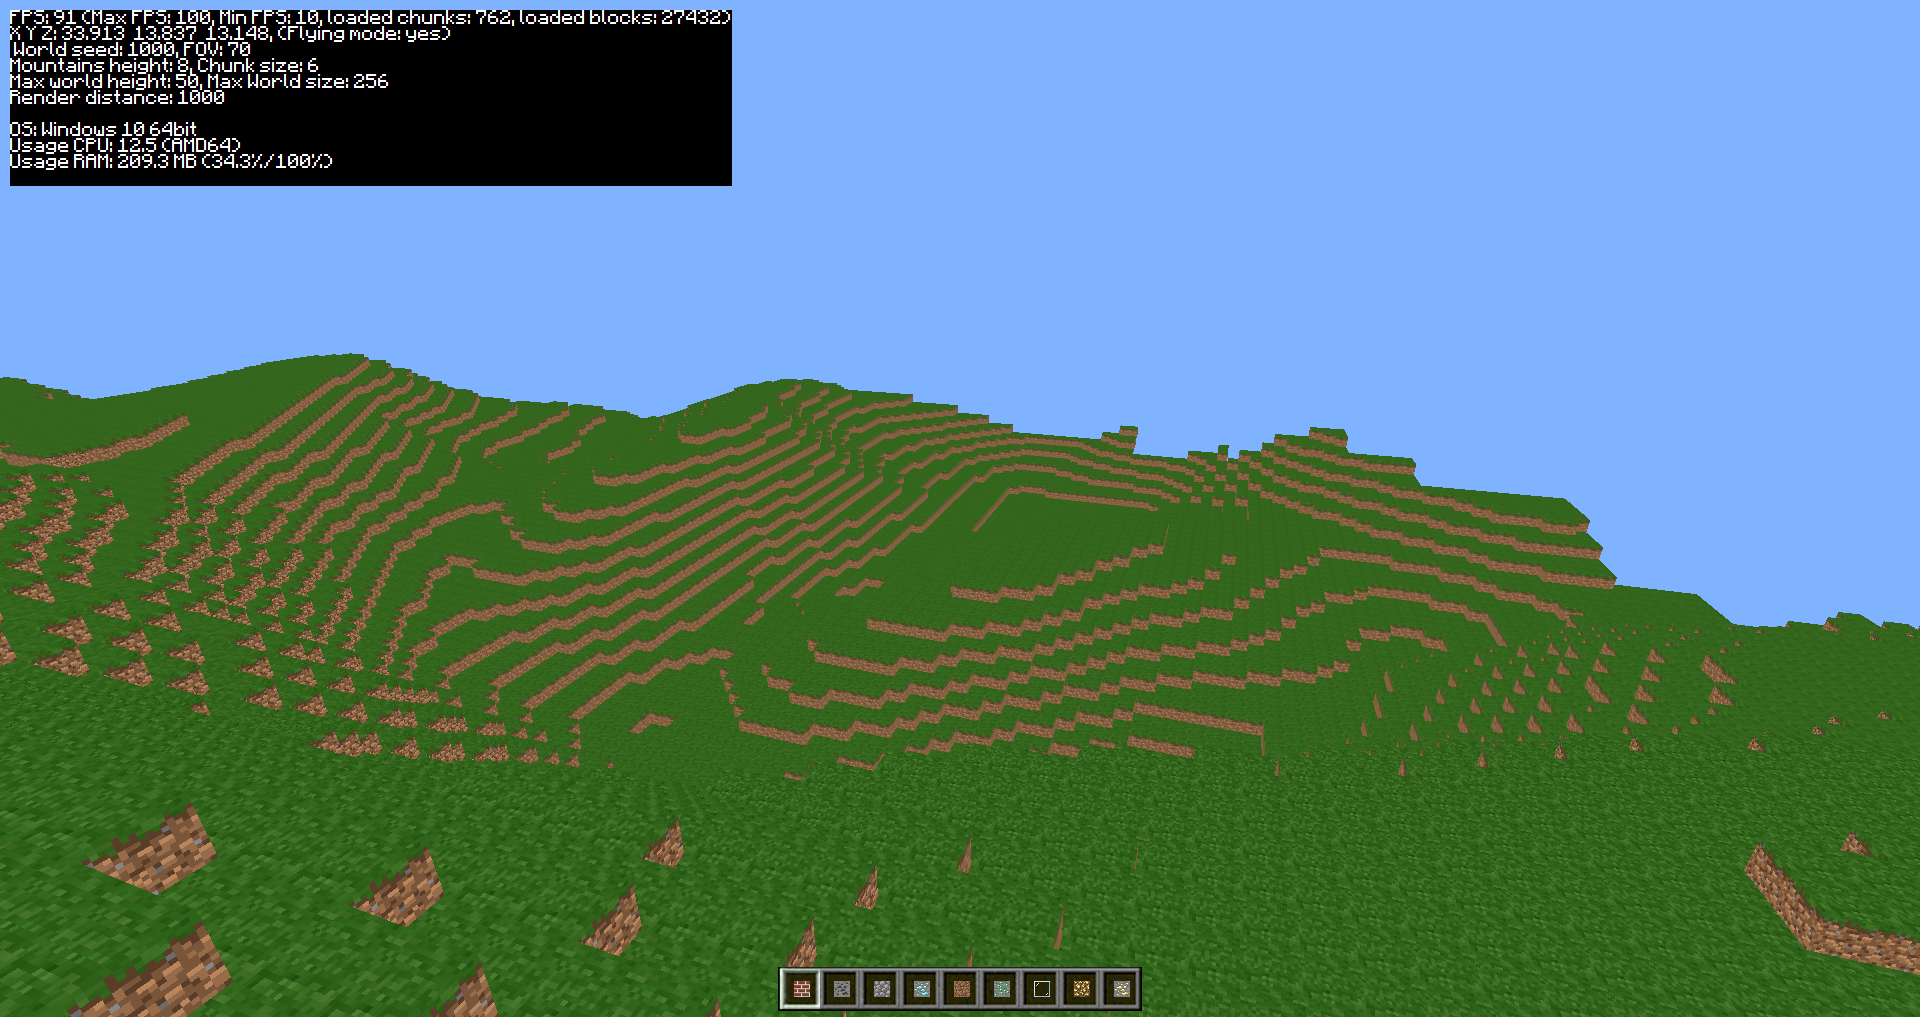 FPS: 91 (Max FPS: 100, Min FPS: 10, loaded chunks: 762, loaded blocks: 27432)
X Y Z: 33.913  13.837  13.148, (Flying mode: yes)
World seed: 1000, FOV: 70
Mountains height: 8, Chunk size: 6
Max world height: 50, Max World size: 256
Render distance: 1000
OS: Windows 10 64bit
Usage CPU: 12.5 (AMD64)
Usage RAM: 209.3 MB (34.3%/100%)